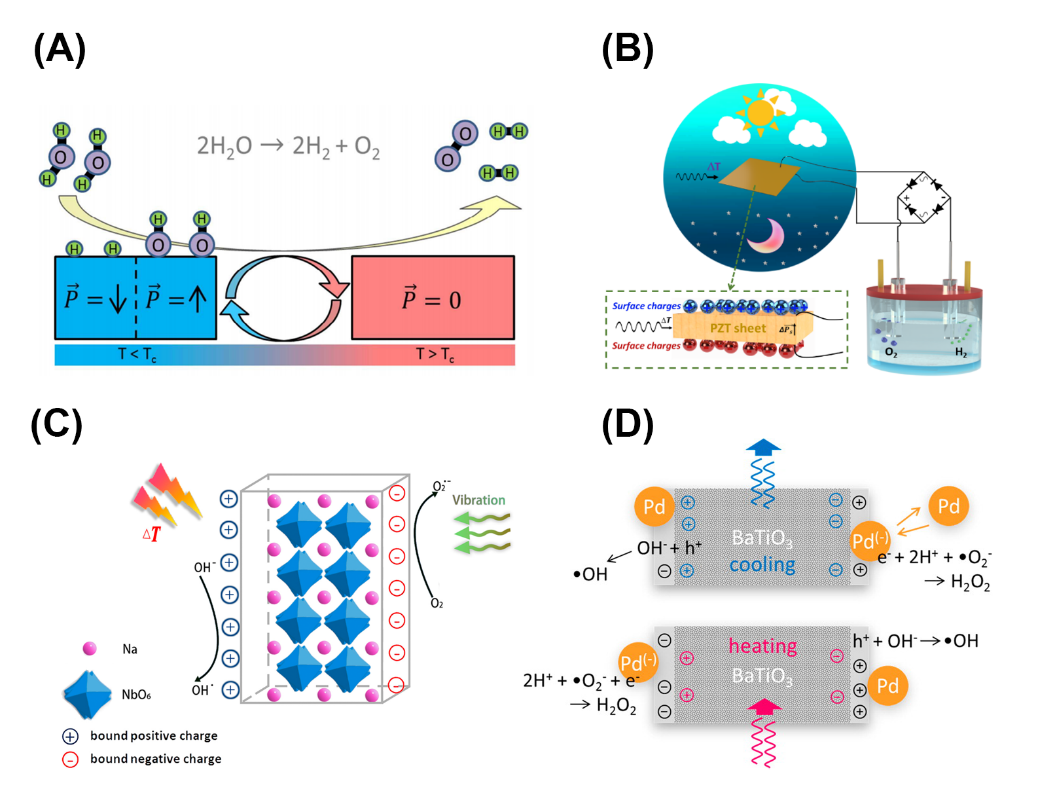 (A)
H
H
O
O
H
H
2H₂O → 2H₂ + O₂
O
O
H H
H H
H
H
H
O
H
O
P⃗ = ↓
P⃗ = ↑
P⃗ = 0
T < Tc
T > Tc
(B)
ΔT
+
-
Surface charges
ΔT
PZT sheet
ΔPs
Surface charges
O₂
H₂
(C)
ΔT
OH⁻
OH˙
O₂˙⁻
Vibration
O₂
Na
NbO₆
+ bound positive charge
- bound negative charge
(D)
Pd
Pd
BaTiO₃
cooling
Pd(-)
OH⁻ + h⁺
•OH
e⁻ + 2H⁺ + •O₂⁻
→ H₂O₂
heating
BaTiO₃
h⁺ + OH⁻→•OH
Pd(-)
Pd
2H⁺ + •O₂⁻ + e⁻
→ H₂O₂